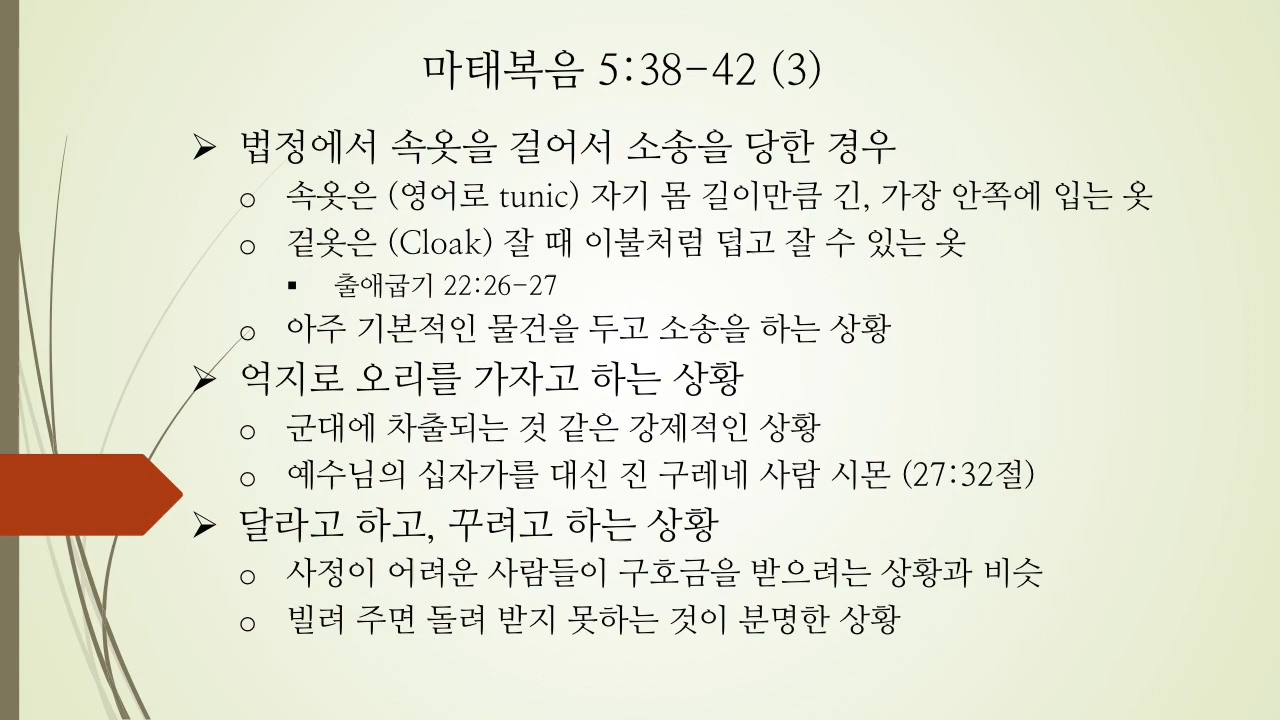 마태복음 5:38-42 (3)
➢ 법정에서 속옷을 걸어서 소송을 당한 경우
o 속옷은 (영어로 tunic) 자기 몸 길이만큼 긴, 가장 안쪽에 입는 옷
o 겉옷은 (Cloak) 잘 때 이불처럼 덥고 잘 수 있는 옷
▪ 출애굽기 22:26-27
o 아주 기본적인 물건을 두고 소송을 하는 상황
➢ 억지로 오리를 가자고 하는 상황
o 군대에 차출되는 것 같은 강제적인 상황
o 예수님의 십자가를 대신 진 구레네 사람 시몬 (27:32절)
➢ 달라고 하고, 꾸려고 하는 상황
o 사정이 어려운 사람들이 구호금을 받으려는 상황과 비슷
o 빌려 주면 돌려 받지 못하는 것이 분명한 상황